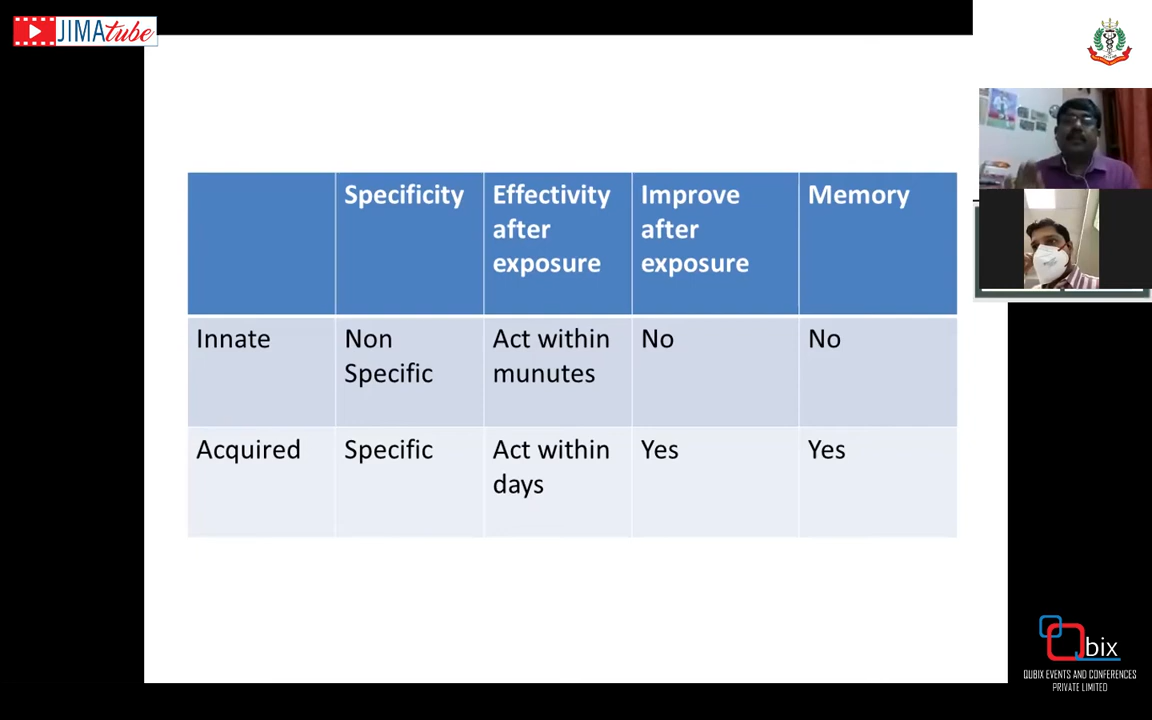 JIMAtube
Specificity
Effectivity
after
exposure
Improve
after
exposure
Memory
Innate
Non
Specific
Act within
munutes
No
No
Acquired
Specific
Act within
days
Yes
Yes
Qbix
QUBIX EVENTS AND CONFERENCES
PRIVATE LIMITED